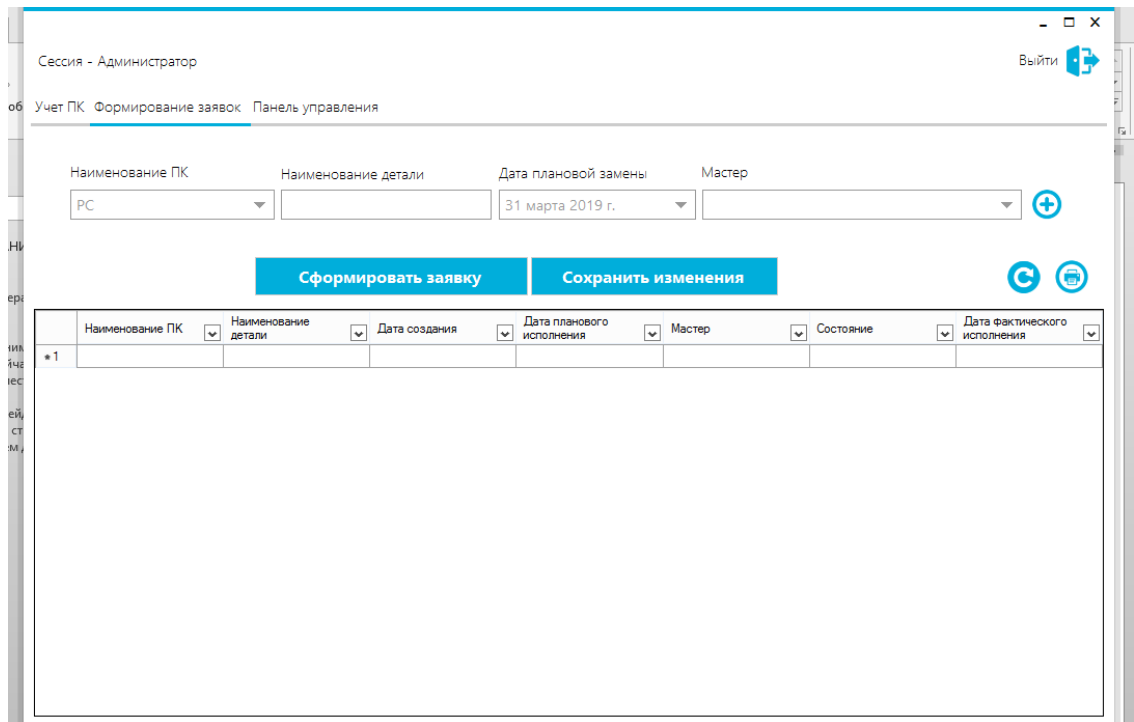 Сессия - Администратор
Выйти
Учет ПК Формирование заявок Панель управления
Наименование ПК Наименование детали Дата плановой замены Мастер
PC 31 марта 2019 г.
Сформировать заявку Сохранить изменения
Наименование ПК Наименование детали Дата создания Дата планового исполнения Мастер Состояние Дата фактического исполнения
*1